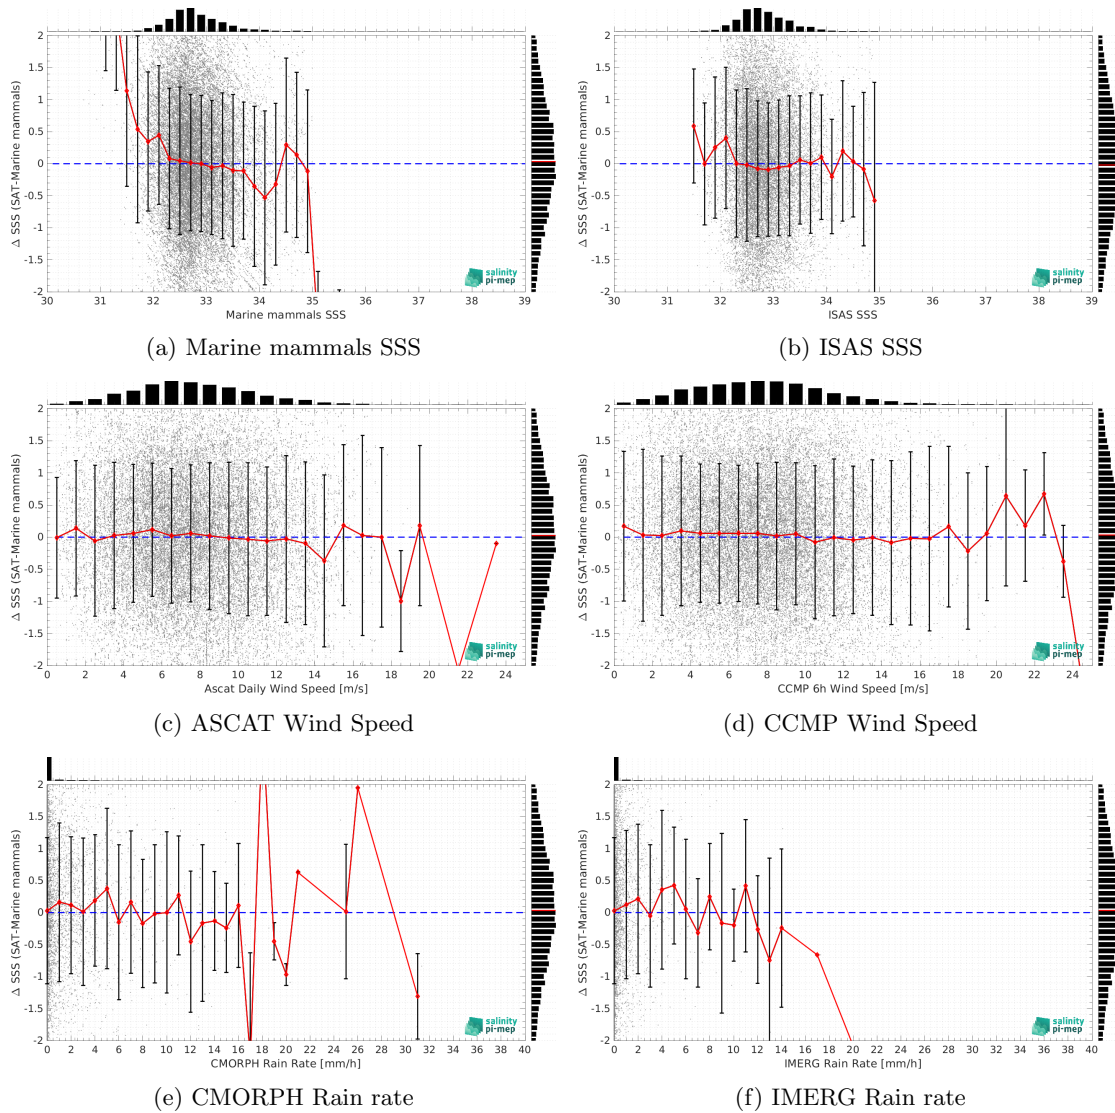 2
1.5
1
0.5
0
-0.5
-1
-1.5
-2
Δ SSS (SAT-Marine mammals)
30 31 32 33 34 35 36 37 38 39
Marine mammals SSS
salinity
pi-mep
(a) Marine mammals SSS
2
1.5
1
0.5
0
-0.5
-1
-1.5
-2
Δ SSS (SAT-Marine mammals)
30 31 32 33 34 35 36 37 38 39
ISAS SSS
salinity
pi-mep
(b) ISAS SSS
2
1.5
1
0.5
0
-0.5
-1
-1.5
-2
Δ SSS (SAT-Marine mammals)
0 2 4 6 8 10 12 14 16 18 20 22 24
Ascat Daily Wind Speed [m/s]
salinity
pi-mep
(c) ASCAT Wind Speed
2
1.5
1
0.5
0
-0.5
-1
-1.5
-2
Δ SSS (SAT-Marine mammals)
0 2 4 6 8 10 12 14 16 18 20 22 24
CCMP 6h Wind Speed [m/s]
salinity
pi-mep
(d) CCMP Wind Speed
2
1.5
1
0.5
0
-0.5
-1
-1.5
-2
Δ SSS (SAT-Marine mammals)
0 2 4 6 8 10 12 14 16 18 20 22 24 26 28 30 32 34 36 38 40
CMORPH Rain Rate [mm/h]
salinity
pi-mep
(e) CMORPH Rain rate
2
1.5
1
0.5
0
-0.5
-1
-1.5
-2
Δ SSS (SAT-Marine mammals)
0 2 4 6 8 10 12 14 16 18 20 22 24 26 28 30 32 34 36 38 40
IMERG Rain Rate [mm/h]
salinity
pi-mep
(f) IMERG Rain rate